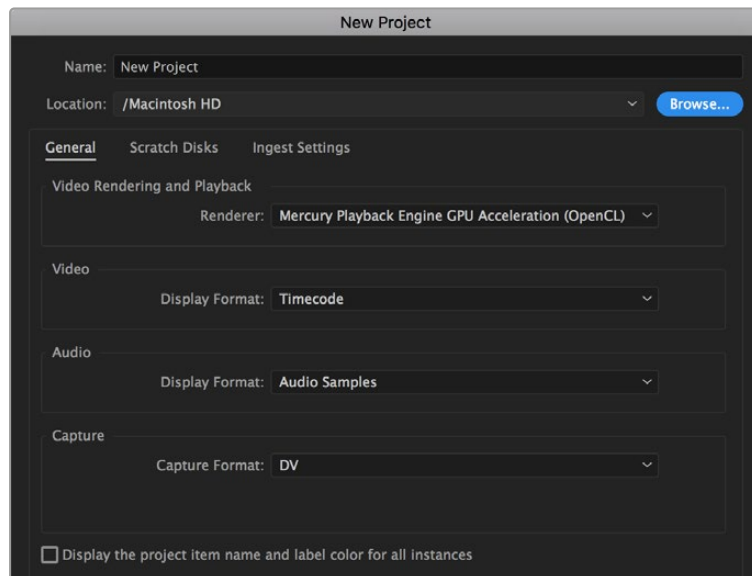 New Project
Name: New Project
Location: /Macintosh HD Browse...
General Scratch Disks Ingest Settings
Video Rendering and Playback
Renderer: Mercury Playback Engine GPU Acceleration (OpenCL)
Video
Display Format: Timecode
Audio
Display Format: Audio Samples
Capture
Capture Format: DV
Display the project item name and label color for all instances